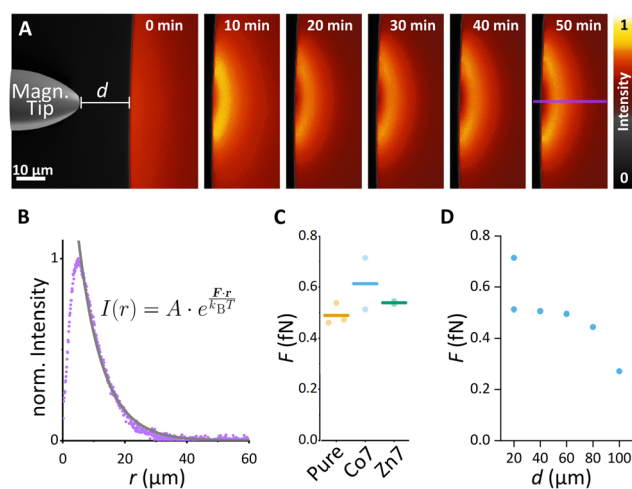 A
0 min
10 min
20 min
30 min
40 min
50 min
Magn.
Tip
d
10 µm
1
Intensity
0
B
norm. Intensity
1
0
I(r) = A · e^{F·r/k_BT}
0
20
40
60
r (µm)
C
F (fN)
0.8
0.6
0.4
0.2
0.0
Pure
Co7
Zn7
D
F (fN)
0.8
0.6
0.4
0.2
0.0
20
40
60
80
100
d (µm)